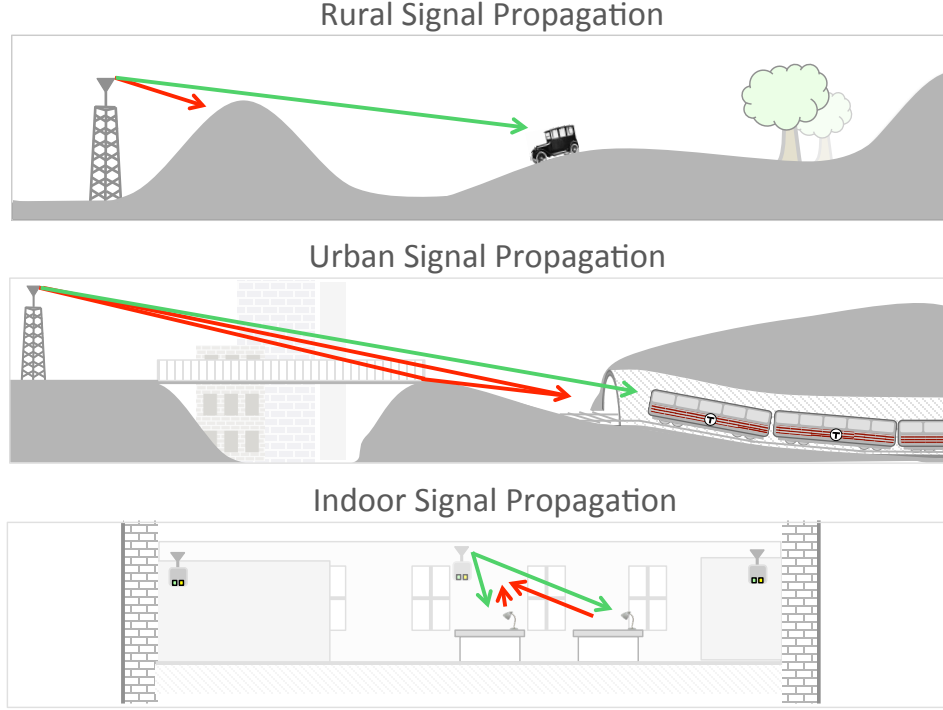 Rural Signal Propagation
Urban Signal Propagation
T
T
Indoor Signal Propagation